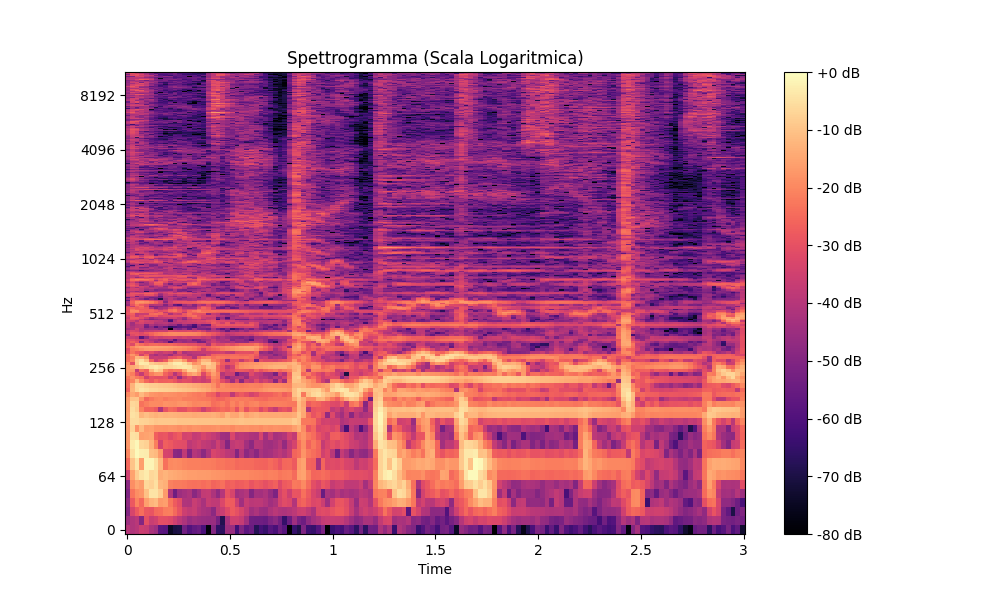 Spettrogramma (Scala Logaritmica)
Hz
8192
4096
2048
1024
512
256
128
64
0
0
0.5
1
1.5
2
2.5
3
Time
+0 dB
-10 dB
-20 dB
-30 dB
-40 dB
-50 dB
-60 dB
-70 dB
-80 dB